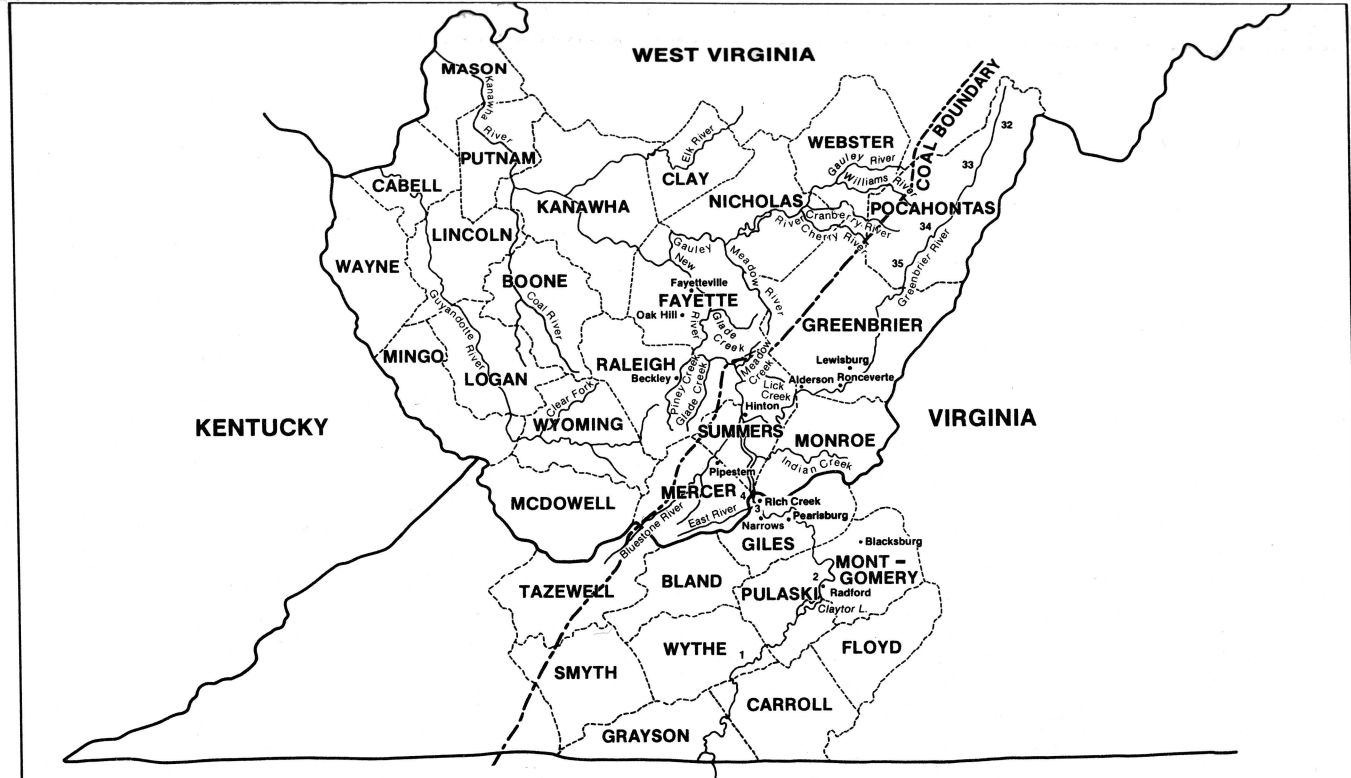 WEST VIRGINIA
COAL BOUNDARY
MASON
Kanawha
River
32
PUTNAM
Elk River
WEBSTER
Gauley River
33
CABELL
CLAY
Williams River
KANAWHA
NICHOLAS
POCAHONTAS
River
Cranberry River
Cherry River
34
LINCOLN
Gauley
New
Meadow River
WAYNE
35
Greenbrier River
BOONE
Fayetteville
FAYETTE
Coal River
Guyandotte River
Oak Hill
River
Glade
Creek
GREENBRIER
MINGO
RALEIGH
Meadow
Creek
Lewisburg
LOGAN
Beckley
Piney Creek
Glade Creek
Lick
Creek
Alderson
Ronceverte
Clear Fork
Hinton
KENTUCKY
WYOMING
SUMMERS
MONROE
VIRGINIA
Indian Creek
Pipestem
MCDOWELL
MERCER
4
Rich Creek
3
East River
Narrows
Pearisburg
Bluestone River
GILES
Blacksburg
MONT-
GOMERY
TAZEWELL
BLAND
2
PULASKI
Radford
Claytor L.
WYTHE
1
FLOYD
SMYTH
CARROLL
GRAYSON